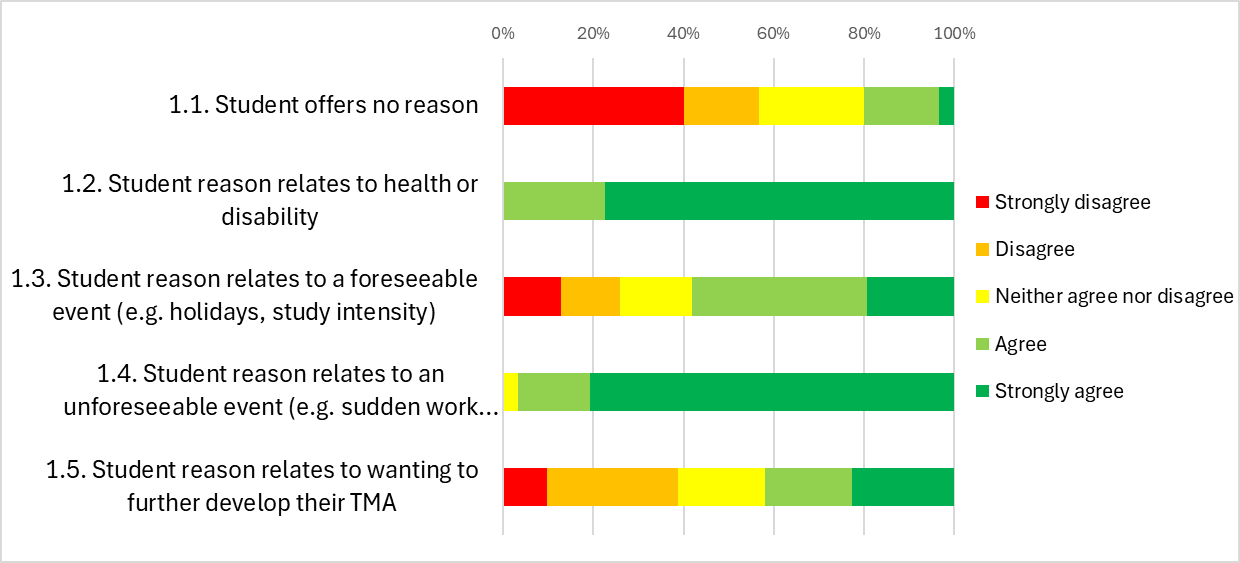 0% 20% 40% 60% 80% 100%
1.1. Student offers no reason
1.2. Student reason relates to health or
disability
1.3. Student reason relates to a foreseeable
event (e.g. holidays, study intensity)
1.4. Student reason relates to an
unforeseeable event (e.g. sudden work...
1.5. Student reason relates to wanting to
further develop their TMA
Strongly disagree
Disagree
Neither agree nor disagree
Agree
Strongly agree